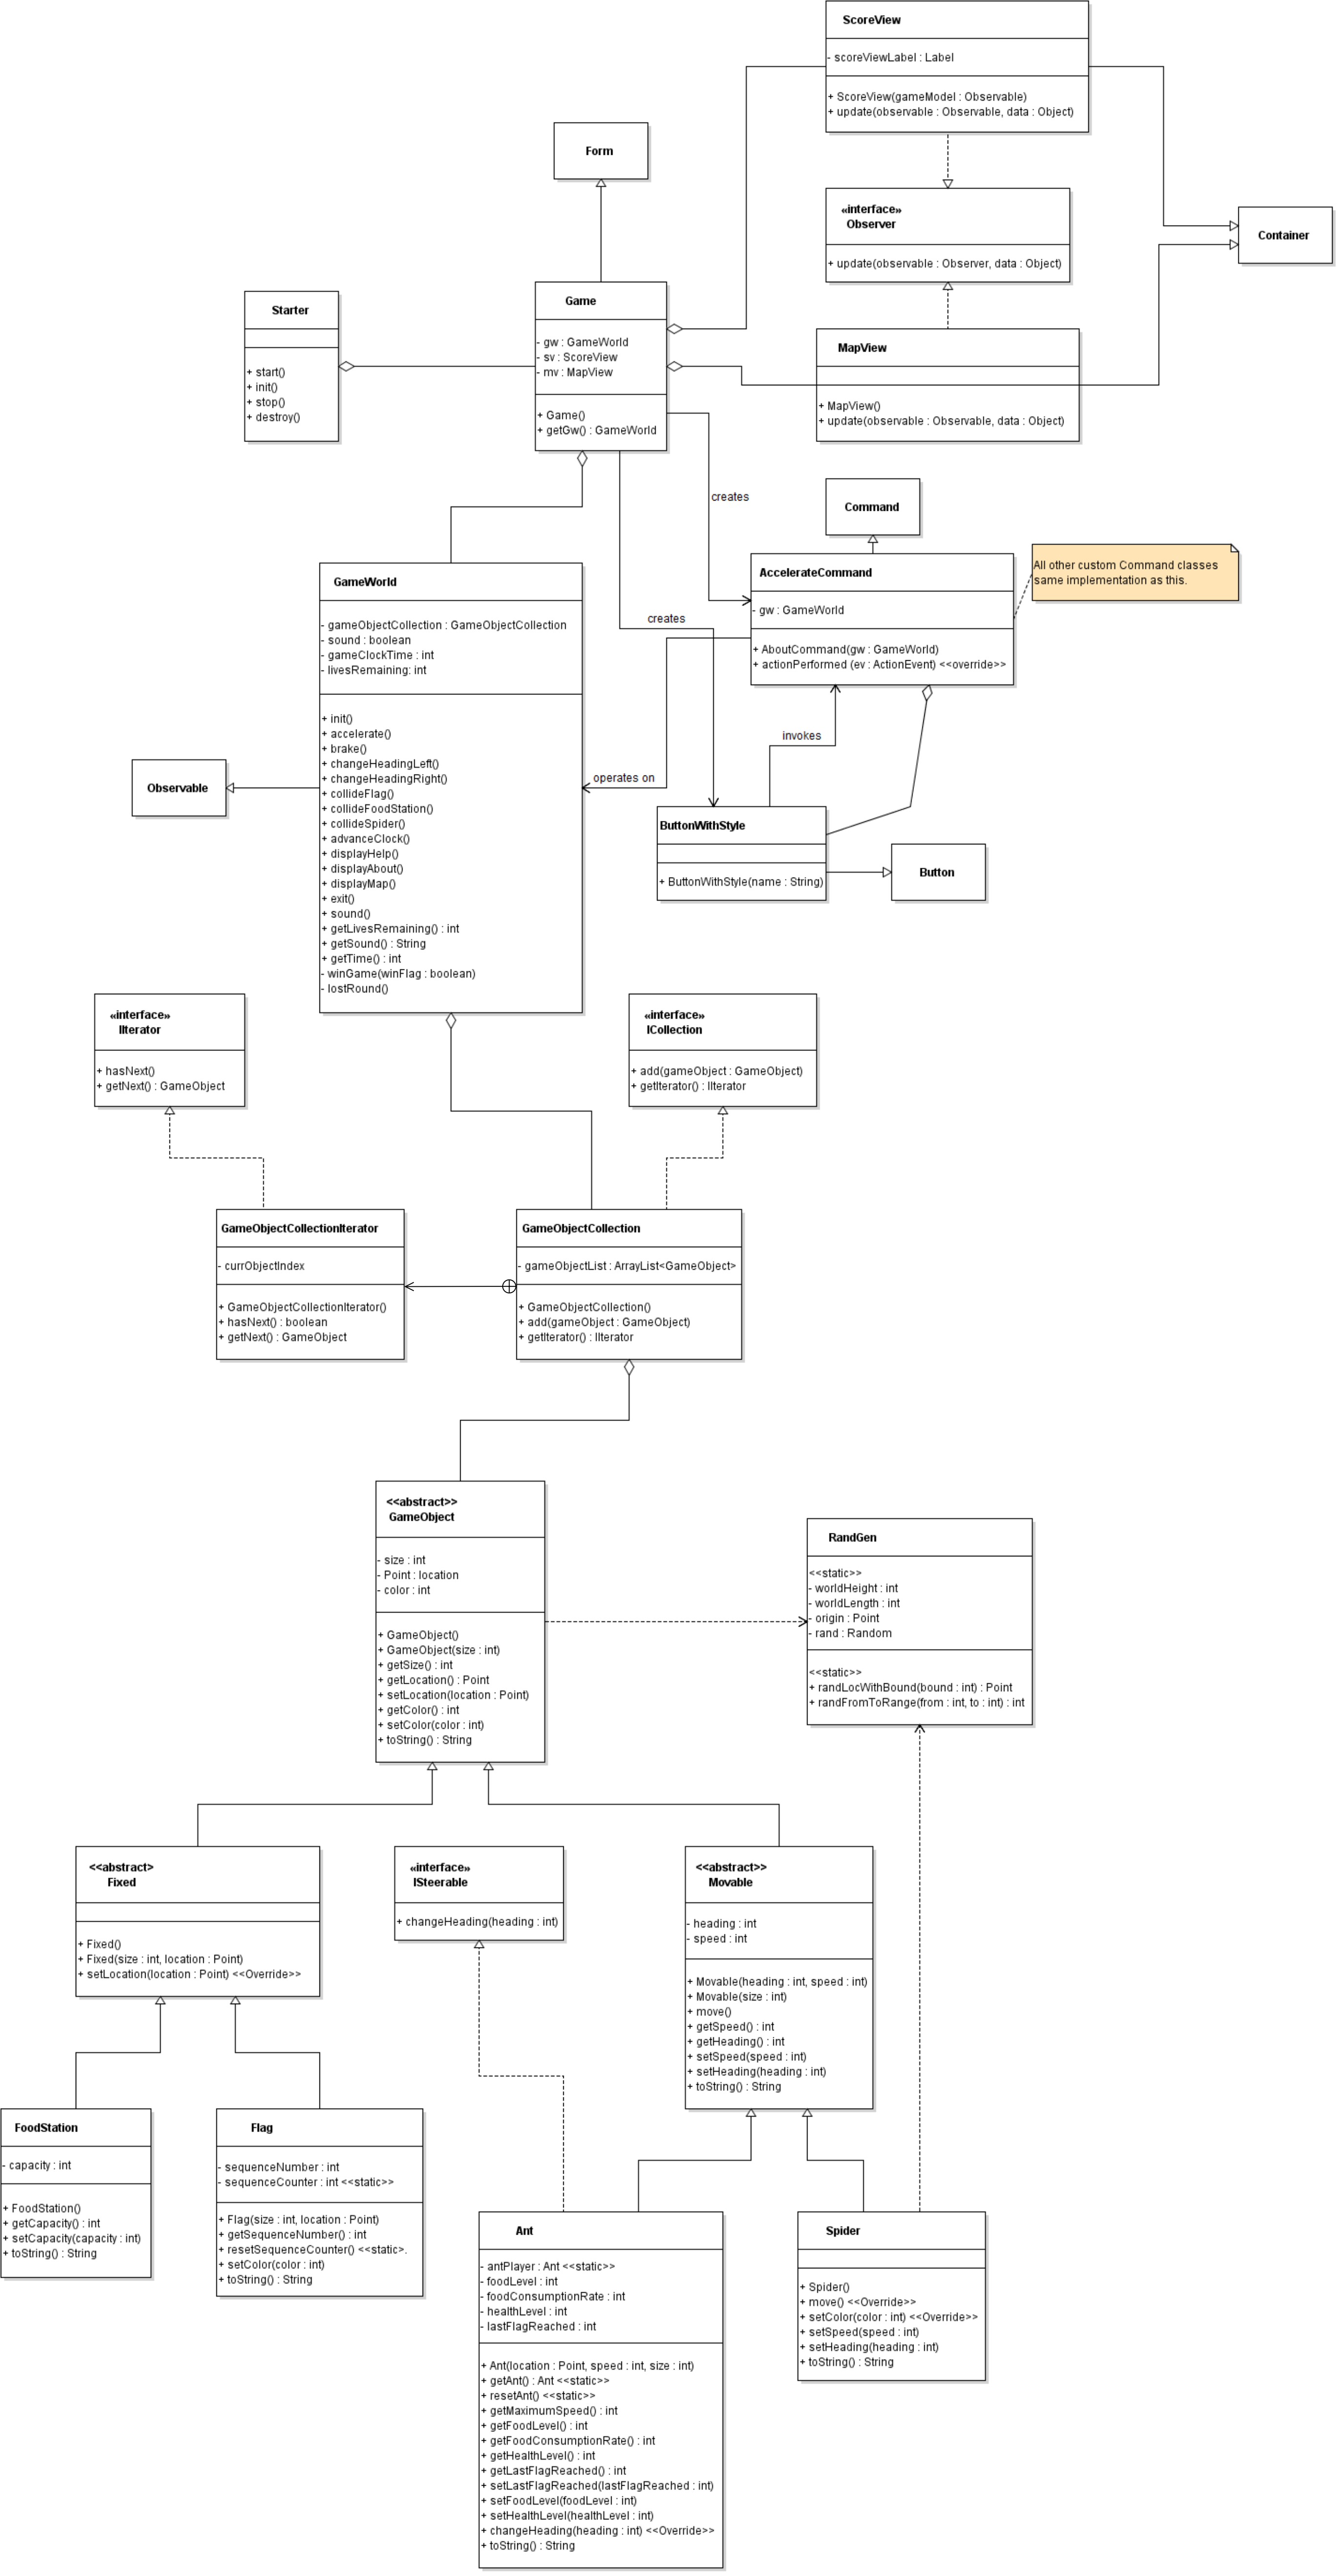 ScoreView
- scoreViewLabel : Label
+ ScoreView(gameModel : Observable)
+ update(observable : Observable, data : Object)
Form
«interface»
Observer
+ update(observable : Observer, data : Object)
Container
Starter
+ start()
+ init()
+ stop()
+ destroy()
Game
- gw : GameWorld
- sv : ScoreView
- mv : MapView
+ Game()
+ getGw() : GameWorld
MapView
+ MapView()
+ update(observable : Observable, data : Object)
creates
Command
AccelerateCommand
- gw : GameWorld
+ AboutCommand(gw : GameWorld)
+ actionPerformed (ev : ActionEvent) <<override>>
All other custom Command classes
same implementation as this.
GameWorld
- gameObjectCollection : GameObjectCollection
- sound : boolean
- gameClockTime : int
- livesRemaining: int
+ init()
+ accelerate()
+ brake()
+ changeHeadingLeft()
+ changeHeadingRight()
+ collideFlag()
+ collideFoodStation()
+ collideSpider()
+ advanceClock()
+ displayHelp()
+ displayAbout()
+ displayMap()
+ exit()
+ sound()
+ getLivesRemaining() : int
+ getSound() : String
+ getTime() : int
- winGame(winFlag : boolean)
- lostRound()
creates
invokes
operates on
Observable
ButtonWithStyle
+ ButtonWithStyle(name : String)
Button
«interface»
IIterator
+ hasNext()
+ getNext() : GameObject
«interface»
ICollection
+ add(gameObject : GameObject)
+ getIterator() : IIterator
GameObjectCollectionIterator
- currObjectIndex
+ GameObjectCollectionIterator()
+ hasNext() : boolean
+ getNext() : GameObject
GameObjectCollection
- gameObjectList : ArrayList<GameObject>
+ GameObjectCollection()
+ add(gameObject : GameObject)
+ getIterator() : IIterator
<<abstract>>
GameObject
- size : int
- Point : location
- color : int
+ GameObject()
+ GameObject(size : int)
+ getSize() : int
+ getLocation() : Point
+ setLocation(location : Point)
+ getColor() : int
+ setColor(color : int)
+ toString() : String
RandGen
<<static>>
- worldHeight : int
- worldLength : int
- origin : Point
- rand : Random
<<static>>
+ randLocWithBound(bound : int) : Point
+ randFromToRange(from : int, to : int) : int
<<abstract>
Fixed
+ Fixed()
+ Fixed(size : int, location : Point)
+ setLocation(location : Point) <<Override>>
«interface»
ISteerable
+ changeHeading(heading : int)
<<abstract>>
Movable
- heading : int
- speed : int
+ Movable(heading : int, speed : int)
+ Movable(size : int)
+ move()
+ getSpeed() : int
+ getHeading() : int
+ setSpeed(speed : int)
+ setHeading(heading : int)
+ toString() : String
FoodStation
- capacity : int
+ FoodStation()
+ getCapacity() : int
+ setCapacity(capacity : int)
+ toString() : String
Flag
- sequenceNumber : int
- sequenceCounter : int <<static>>
+ Flag(size : int, location : Point)
+ getSequenceNumber() : int
+ resetSequenceCounter() <<static>.
+ setColor(color : int)
+ toString() : String
Ant
- antPlayer : Ant <<static>>
- foodLevel : int
- foodConsumptionRate : int
- healthLevel : int
- lastFlagReached : int
+ Ant(location : Point, speed : int, size : int)
+ getAnt() : Ant <<static>>
+ resetAnt() <<static>>
+ getMaximumSpeed() : int
+ getFoodLevel() : int
+ getFoodConsumptionRate() : int
+ getHealthLevel() : int
+ getLastFlagReached() : int
+ setLastFlagReached(lastFlagReached : int)
+ setFoodLevel(foodLevel : int)
+ setHealthLevel(healthLevel : int)
+ changeHeading(heading : int) <<Override>>
+ toString() : String
Spider
+ Spider()
+ move() <<Override>>
+ setColor(color : int) <<Override>>
+ setSpeed(speed : int)
+ setHeading(heading : int)
+ toString() : String